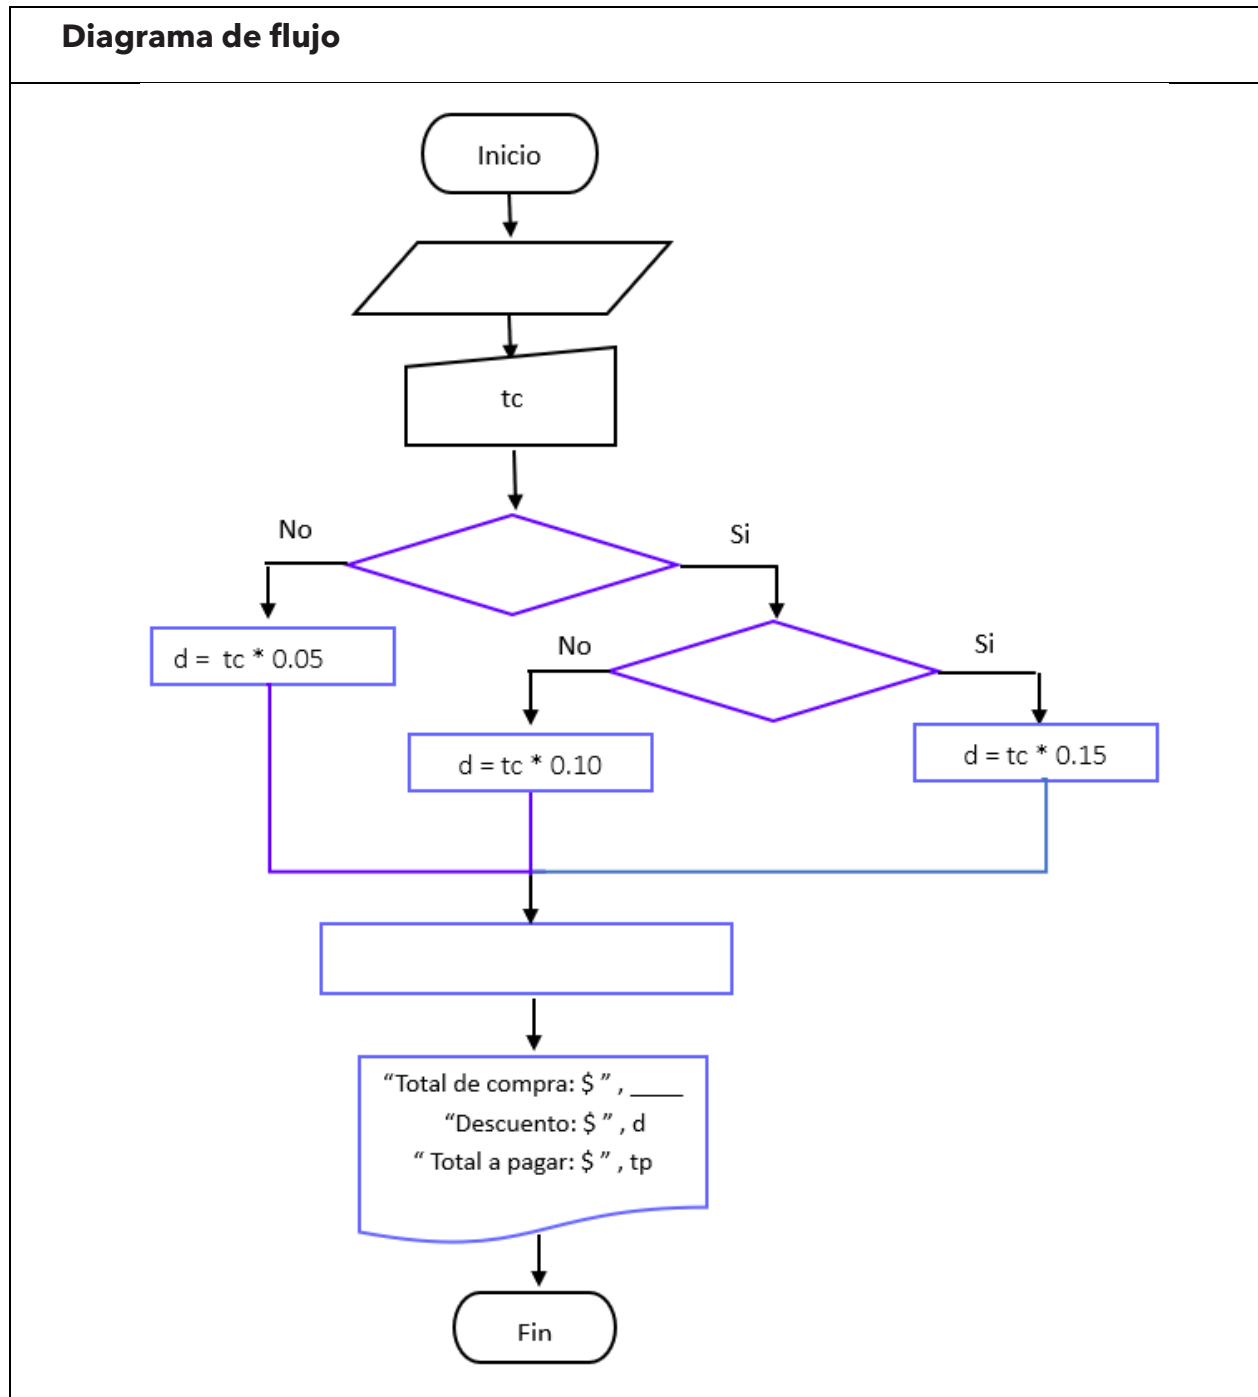 Diagrama de flujo
Inicio
tc
No
Si
d = tc * 0.05
No
Si
d = tc * 0.10
d = tc * 0.15
“Total de compra: $ ” , ____
“Descuento: $ ” , d
“ Total a pagar: $ ” , tp
Fin